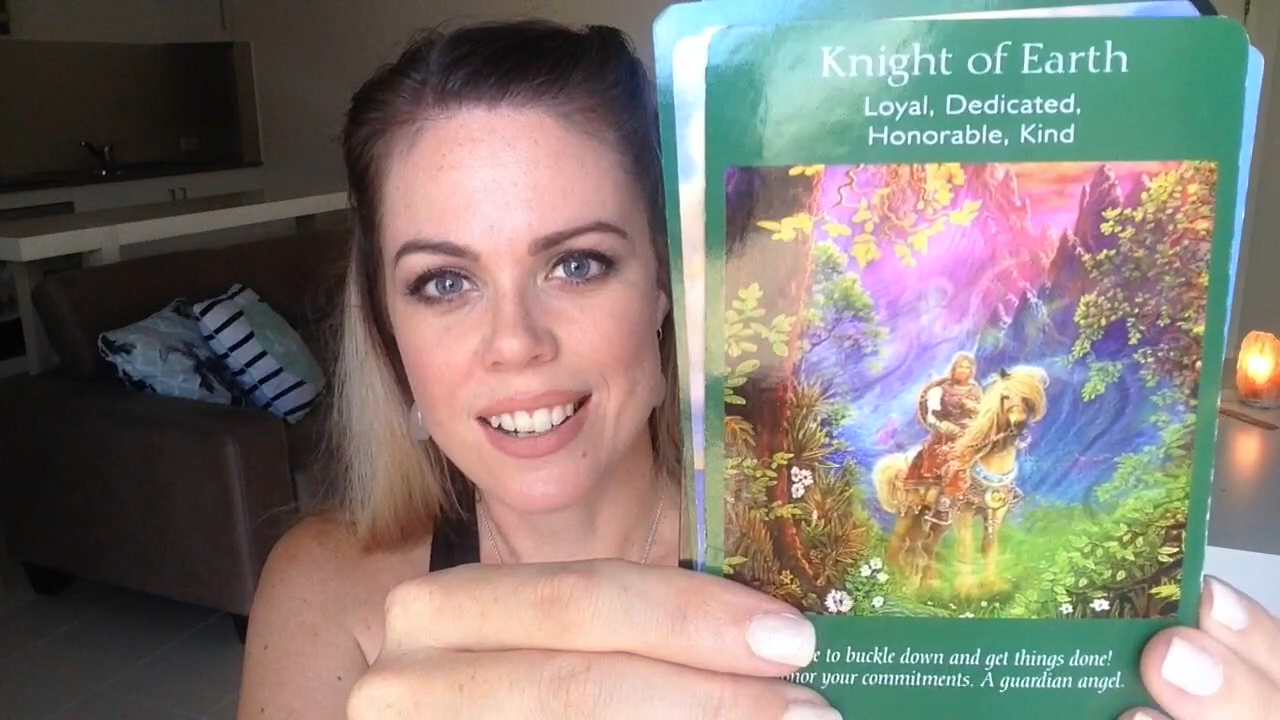 Knight of Earth
Loyal, Dedicated,
Honorable, Kind
to buckle down and get things done!
your commitments. A guardian angel.